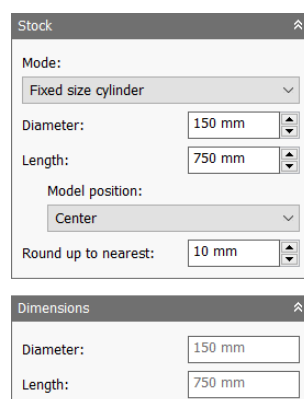 Stock
Mode:
Fixed size cylinder
Diameter: 150 mm
Length: 750 mm
Model position:
Center
Round up to nearest: 10 mm
Dimensions
Diameter: 150 mm
Length: 750 mm